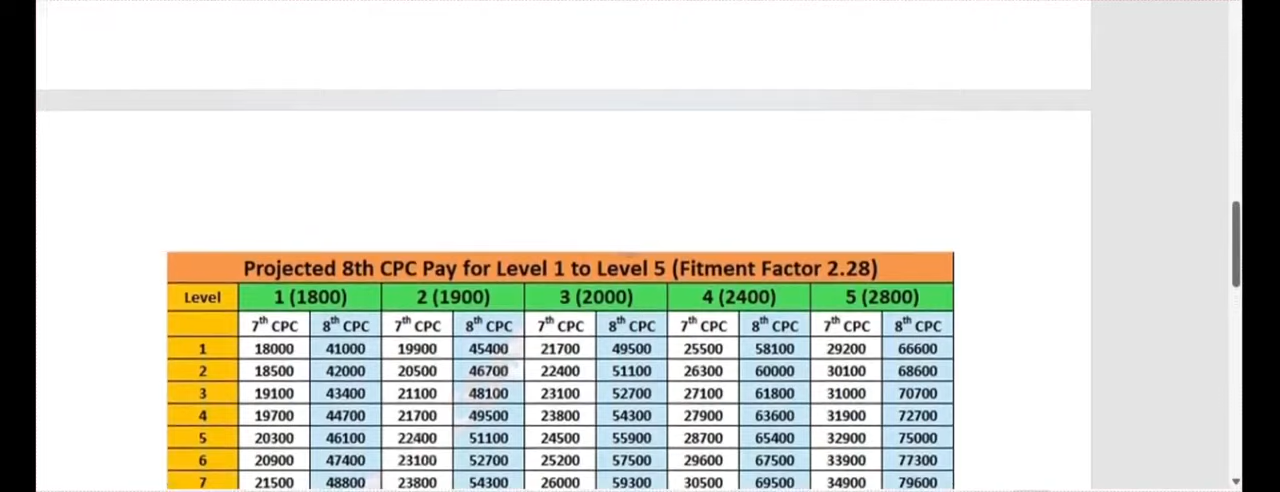 Projected 8th CPC Pay for Level 1 to Level 5 (Fitment Factor 2.28)
Level 1 (1800) 2 (1900) 3 (2000) 4 (2400) 5 (2800)
7th CPC 8th CPC 7th CPC 8th CPC 7th CPC 8th CPC 7th CPC 8th CPC 7th CPC 8th CPC
1 18000 41000 19900 45400 21700 49500 25500 58100 29200 66600
2 18500 42000 20500 46700 22400 51100 26300 60000 30100 68600
3 19100 43400 21100 48100 23100 52700 27100 61800 31000 70700
4 19700 44700 21700 49500 23800 54300 27900 63600 31900 72700
5 20300 46100 22400 51100 24500 55900 28700 65400 32900 75000
6 20900 47400 23100 52700 25200 57500 29600 67500 33900 77300
7 21500 48800 23800 54300 26000 59300 30500 69500 34900 79600